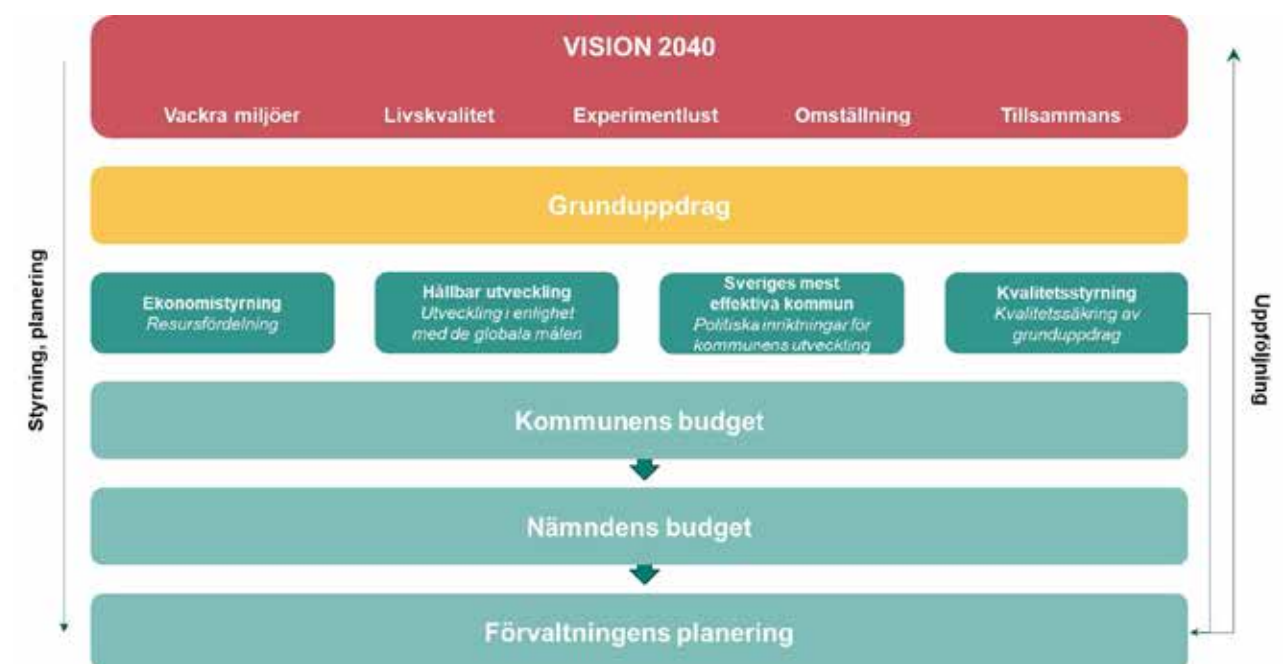 VISION 2040
Vackra miljöer
Livskvalitet
Experimentlust
Omställning
Tillsammans
Grunduppdrag
Ekonomistyrning
Resursfördelning
Hållbar utveckling
Utveckling i enlighet
med de globala målen
Sveriges mest
effektiva kommun
Politiska inriktningar för
kommunens utveckling
Kvalitetsstyrning
Kvalitetssäkring av
grunduppdrag
Kommunens budget
Nämndens budget
Förvaltningens planering
Styrning, planering
Uppföljning